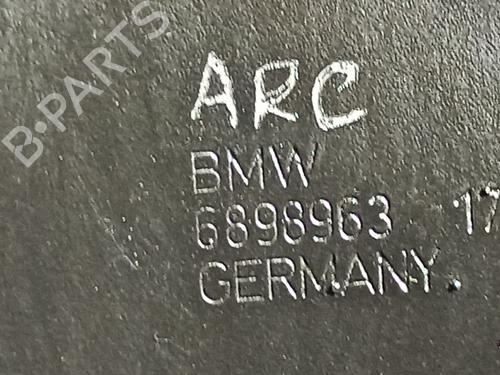 B-PARTS
ARC
BMW
6898963 17
GERMANY